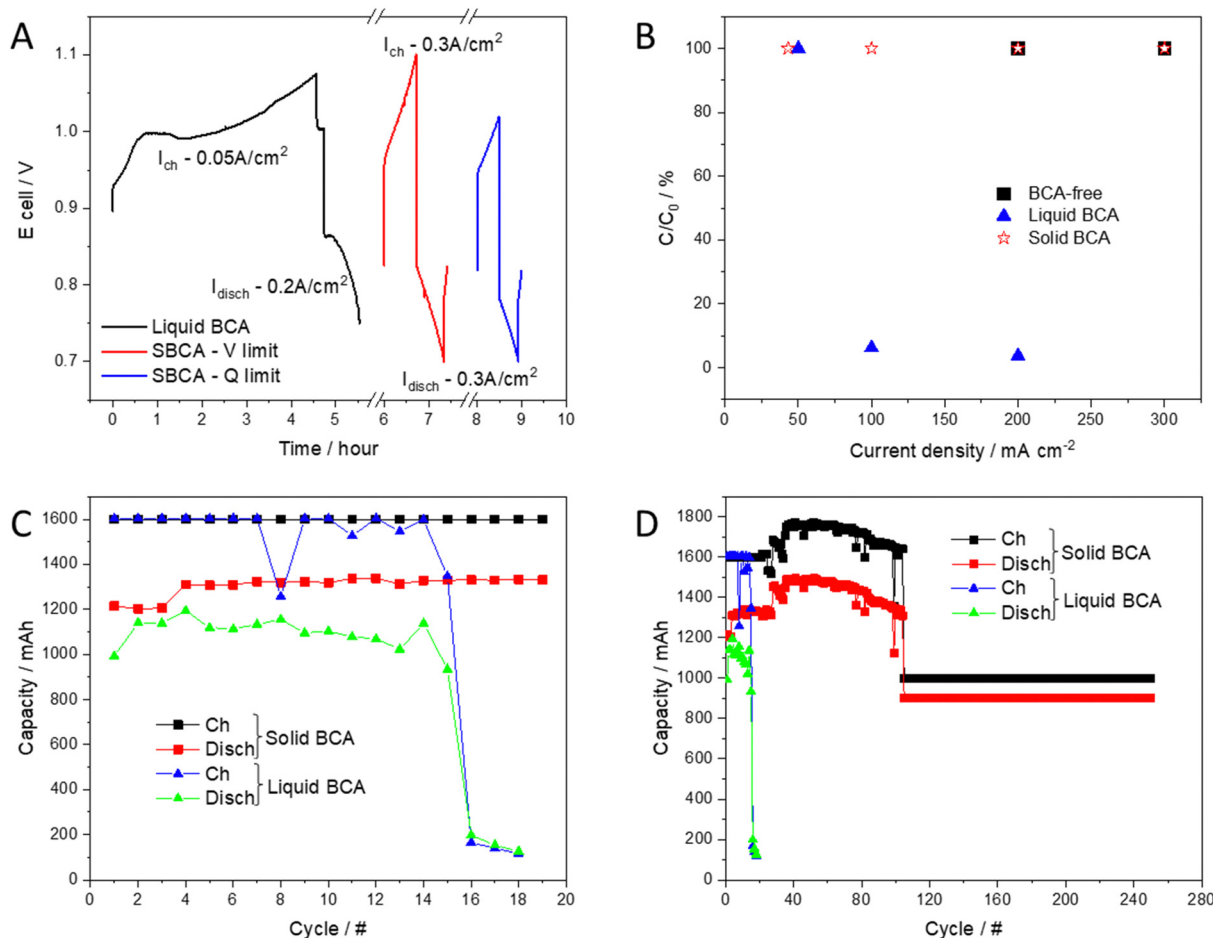 A
1.1
1.0
0.9
0.8
0.7
E cell / V
I_ch - 0.05A/cm²
I_ch - 0.3A/cm²
I_disch - 0.2A/cm²
I_disch - 0.3A/cm²
Liquid BCA
SBCA - V limit
SBCA - Q limit
0 1 2 3 4 5 6 7 8 9 10
Time / hour
B
100
80
60
40
20
0
C/C₀ / %
BCA-free
Liquid BCA
Solid BCA
0 50 100 150 200 250 300
Current density / mA cm⁻²
C
1600
1400
1200
1000
800
600
400
200
0
Capacity / mAh
Ch
Disch
Solid BCA
Ch
Disch
Liquid BCA
0 2 4 6 8 10 12 14 16 18 20
Cycle / #
D
1800
1600
1400
1200
1000
800
600
400
200
0
Capacity / mAh
Ch
Disch
Solid BCA
Ch
Disch
Liquid BCA
0 40 80 120 160 200 240 280
Cycle / #